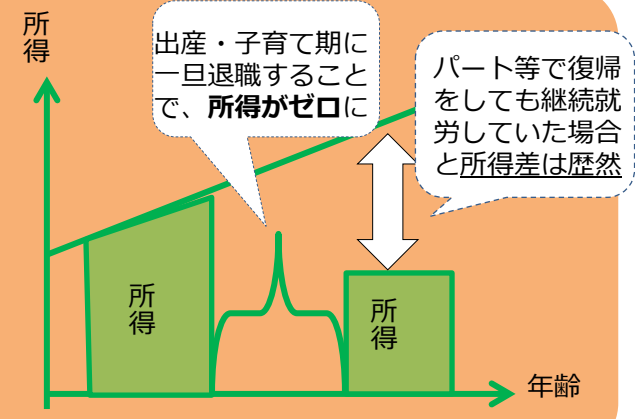 所得
出産・子育て期に
一旦退職すること
で、所得がゼロに
パート等で復帰
をしても継続就
労していた場合
と所得差は歴然
所得
所得
年齢